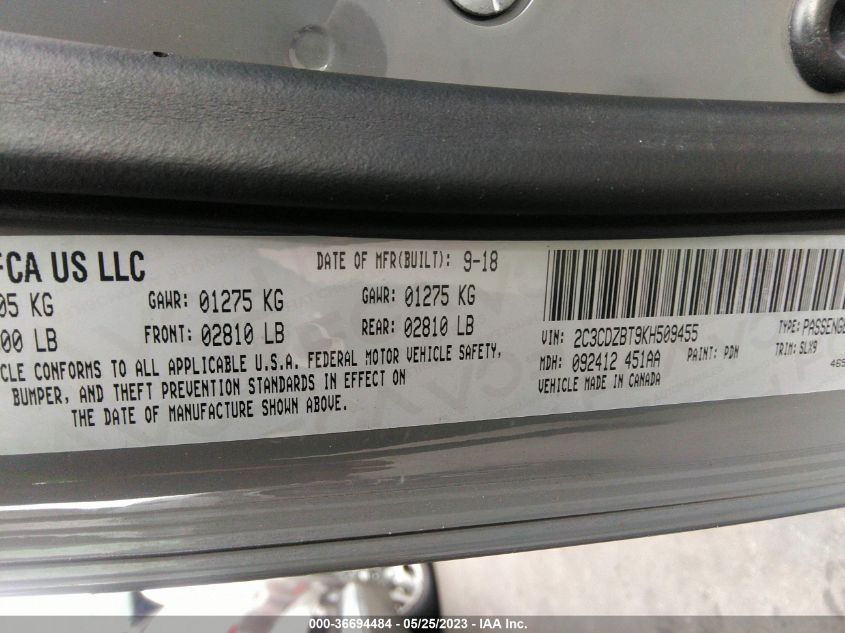 FCA US LLC
DATE OF MFR(BUILT): 9-18
05 KG GAWR: 01275 KG GAWR: 01275 KG
00 LB FRONT: 02810 LB REAR: 02810 LB
CLE CONFORMS TO ALL APPLICABLE U.S.A. FEDERAL MOTOR VEHICLE SAFETY,
BUMPER, AND THEFT PREVENTION STANDARDS IN EFFECT ON
THE DATE OF MANUFACTURE SHOWN ABOVE.
VIN: 2C3CDZBT9KH509455 TYPE: PASSENG
MDH: 092412 451AA PAINT: PDN TRIM: SLX9
VEHICLE MADE IN CANADA 465
000-36694484 - 05/25/2023 - IAA Inc.